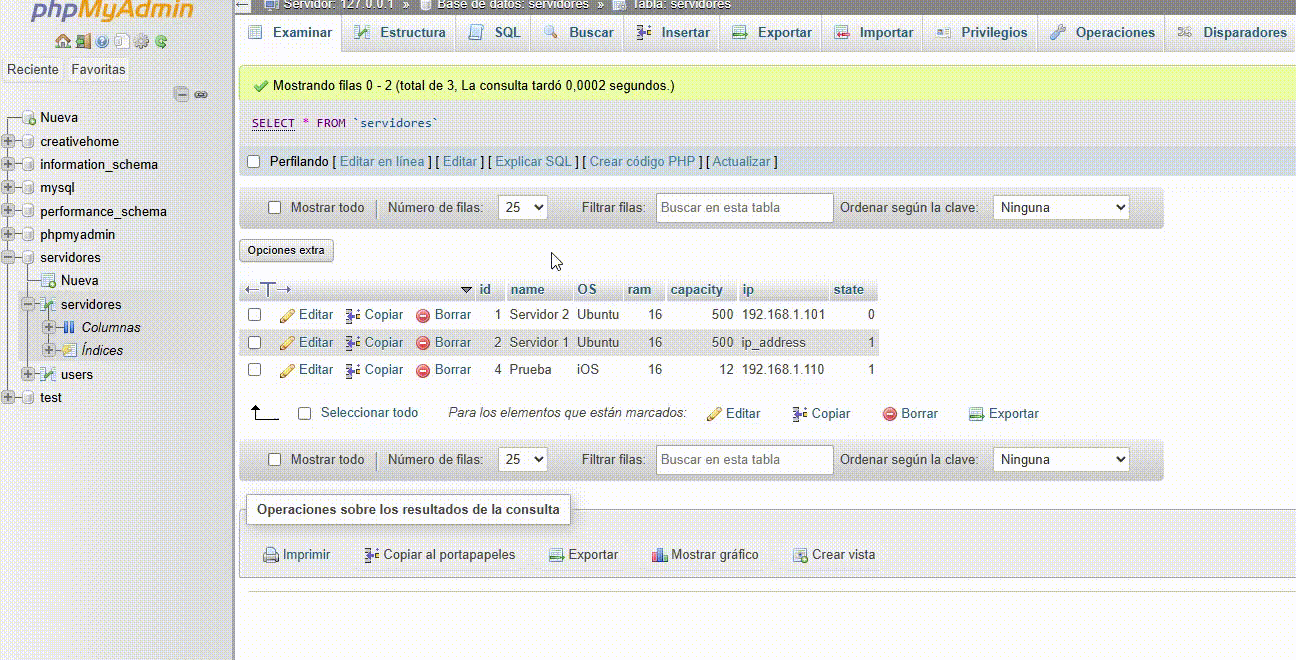 phpMyAdmin
Reciente Favoritas
Nueva
creativehome
information_schema
mysql
performance_schema
phpmyadmin
servidores
Nueva
servidores
Columnas
Índices
users
test
Servidor: 127.0.0.1 » Base de datos: servidores » Tabla: servidores
Examinar Estructura SQL Buscar Insertar Exportar Importar Privilegios Operaciones Disparadores
Mostrando filas 0 - 2 (total de 3, La consulta tardó 0,0002 segundos.)
SELECT * FROM `servidores`
Perfilando [ Editar en línea ] [ Editar ] [ Explicar SQL ] [ Crear código PHP ] [ Actualizar ]
Mostrar todo Número de filas: 25 Filtrar filas: Buscar en esta tabla Ordenar según la clave: Ninguna
Opciones extra
id name OS ram capacity ip state
Editar Copiar Borrar 1 Servidor 2 Ubuntu 16 500 192.168.1.101 0
Editar Copiar Borrar 2 Servidor 1 Ubuntu 16 500 ip_address 1
Editar Copiar Borrar 4 Prueba iOS 16 12 192.168.1.110 1
Seleccionar todo Para los elementos que están marcados: Editar Copiar Borrar Exportar
Mostrar todo Número de filas: 25 Filtrar filas: Buscar en esta tabla Ordenar según la clave: Ninguna
Operaciones sobre los resultados de la consulta
Imprimir Copiar al portapapeles Exportar Mostrar gráfico Crear vista